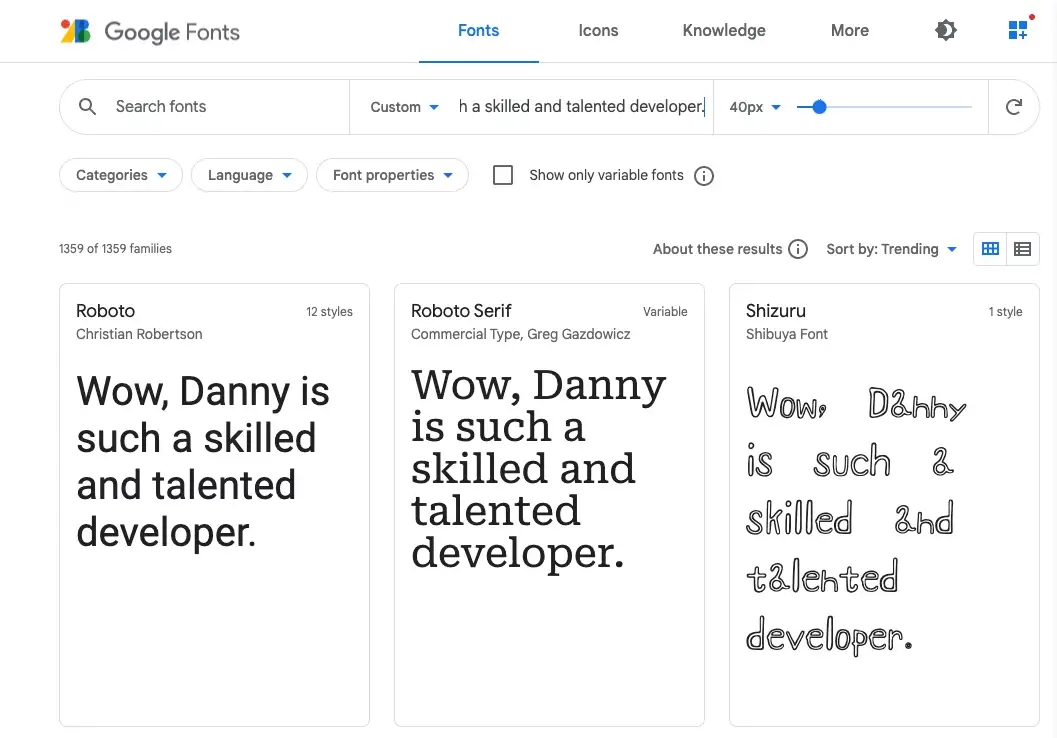 Google Fonts
Fonts
Icons
Knowledge
More
Search fonts
Custom
h a skilled and talented developer.
40px
Categories
Language
Font properties
Show only variable fonts
1359 of 1359 families
About these results
Sort by: Trending
Roboto
12 styles
Christian Robertson
Wow, Danny is
such a skilled
and talented
developer.
Roboto Serif
Variable
Commercial Type, Greg Gazdowicz
Wow, Danny
is such a
skilled and
talented
developer.
Shizuru
1 style
Shibuya Font
Wow, Danny
is such a
skilled and
talented
developer.